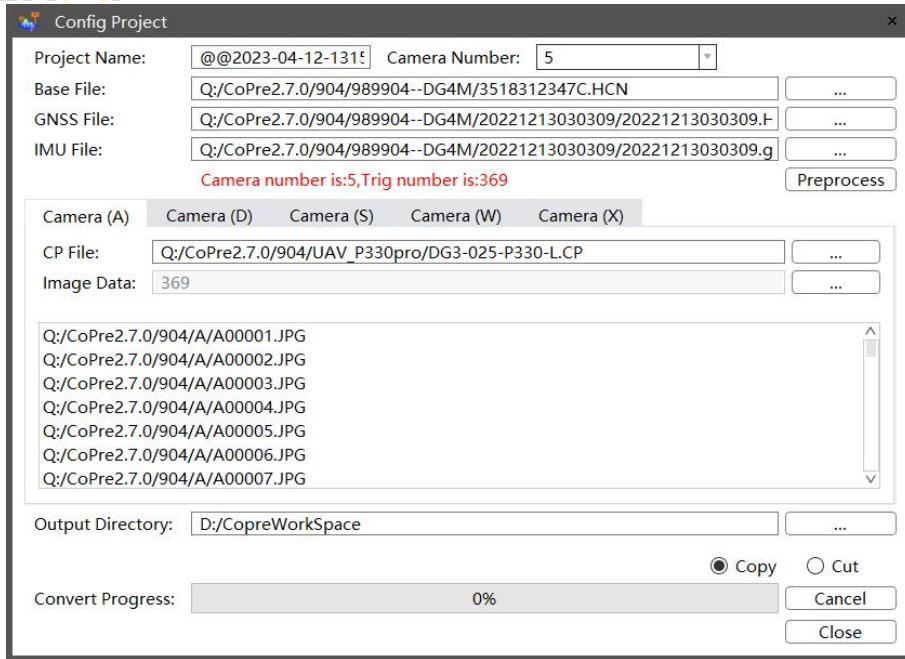 Config Project ×
Project Name: @@2023-04-12-1315 Camera Number: 5
Base File: Q:/CoPre2.7.0/904/989904--DG4M/3518312347C.HCN ...
GNSS File: Q:/CoPre2.7.0/904/989904--DG4M/20221213030309/20221213030309.H ...
IMU File: Q:/CoPre2.7.0/904/989904--DG4M/20221213030309/20221213030309.g ...
Camera number is:5,Trig number is:369 Preprocess
Camera (A) Camera (D) Camera (S) Camera (W) Camera (X)
CP File: Q:/CoPre2.7.0/904/UAV_P330pro/DG3-025-P330-L.CP ...
Image Data: 369 ...
Q:/CoPre2.7.0/904/A/A00001.JPG
Q:/CoPre2.7.0/904/A/A00002.JPG
Q:/CoPre2.7.0/904/A/A00003.JPG
Q:/CoPre2.7.0/904/A/A00004.JPG
Q:/CoPre2.7.0/904/A/A00005.JPG
Q:/CoPre2.7.0/904/A/A00006.JPG
Q:/CoPre2.7.0/904/A/A00007.JPG
Output Directory: D:/CopreWorkSpace ...
Copy Cut
Convert Progress: 0% Cancel
Close